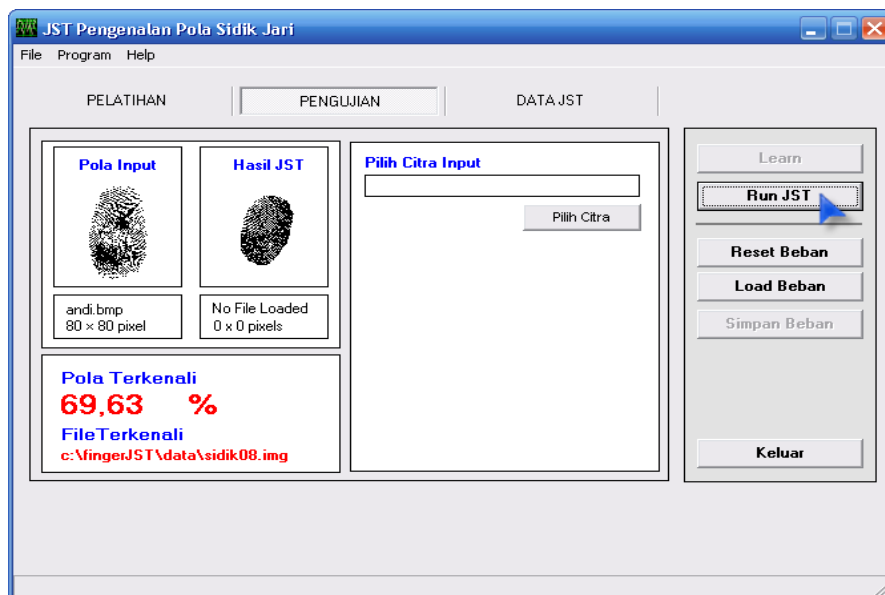 JST Pengenalan Pola Sidik Jari
File Program Help
PELATIHAN PENGUJIAN DATA JST
Pola Input
andi.bmp
80 × 80 pixel
Hasil JST
No File Loaded
0 x 0 pixels
Pola Terkenali
69,63 %
FileTerkenali
c:\fingerJST\data\sidik08.img
Pilih Citra Input
Pilih Citra
Learn
Run JST
Reset Beban
Load Beban
Simpan Beban
Keluar